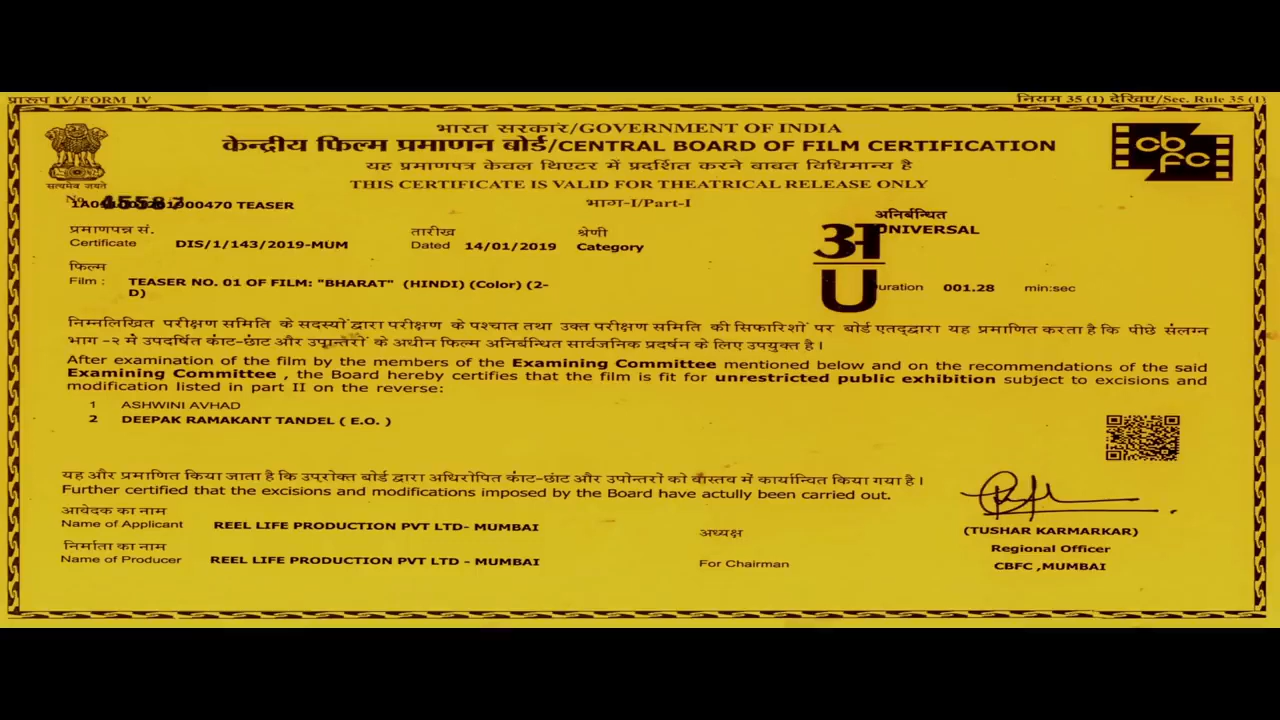 प्रारूप IV/FORM IV
नियम 35 (1) देखिए/Sec. Rule 35 (1)
भारत सरकार/GOVERNMENT OF INDIA
केन्द्रीय फिल्म प्रमाणन बोर्ड/CENTRAL BOARD OF FILM CERTIFICATION
cb
fc
यह प्रमाणपत्र केवल थिएटर में प्रदर्शित करने बाबत विधिमान्य है
THIS CERTIFICATE IS VALID FOR THEATRICAL RELEASE ONLY
सत्यमेव जयते
TEASER
भाग-I/Part-I
अनिर्बन्धित
UNIVERSAL
अ
U
प्रमाणपत्र सं. तारीख श्रेणी
Certificate DIS/1/143/2019-MUM Dated 14/01/2019 Category
फिल्म
Film : TEASER NO. 01 OF FILM: "BHARAT" (HINDI) (Color) (2-
D)
Duration 001.28 min:sec
निम्नलिखित परीक्षण समिति के सदस्यों द्वारा परीक्षण के पश्चात तथा उक्त परीक्षण समिति की सिफारिशों पर बोर्ड एतद्द्वारा यह प्रमाणित करता है कि पीछे संलग्न
भाग -२ में उपदर्षित काट-छाट और उपान्तरों के अधीन फिल्म अनिर्बन्धित सार्वजनिक प्रदर्षन के लिए उपयुक्त है।
After examination of the film by the members of the Examining Committee mentioned below and on the recommendations of the said
Examining Committee , the Board hereby certifies that the film is fit for unrestricted public exhibition subject to excisions and
modification listed in part II on the reverse:
1 ASHWINI AVHAD
2 DEEPAK RAMAKANT TANDEL ( E.O. )
यह और प्रमाणित किया जाता है कि उपरोक्त बोर्ड द्वारा अधिरोपित काट-छांट और उपोन्तरों को वास्तव में कार्यान्वित किया गया है।
Further certified that the excisions and modifications imposed by the Board have actully been carried out.
आवेदक का नाम
Name of Applicant REEL LIFE PRODUCTION PVT LTD- MUMBAI
निर्माता का नाम
Name of Producer REEL LIFE PRODUCTION PVT LTD - MUMBAI
अध्यक्ष
For Chairman
(TUSHAR KARMARKAR)
Regional Officer
CBFC ,MUMBAI